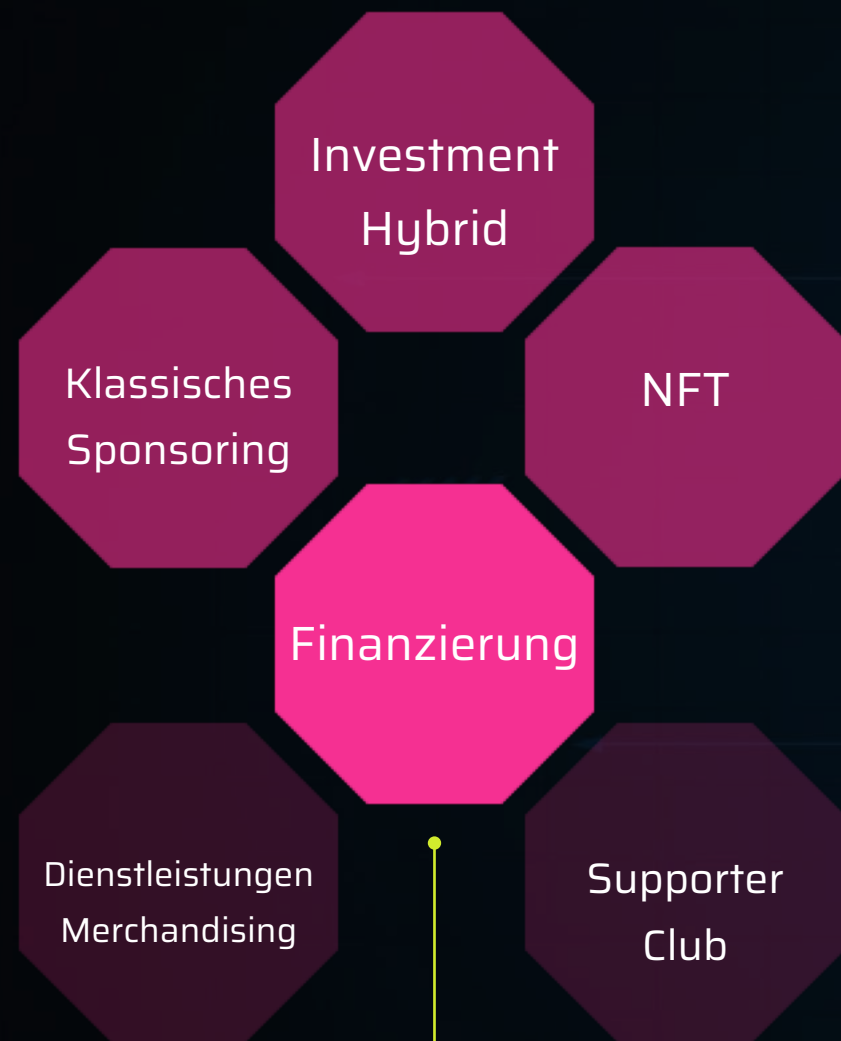 Investment
Hybrid
Klassisches
Sponsoring
NFT
Finanzierung
Dienstleistungen
Merchandising
Supporter
Club